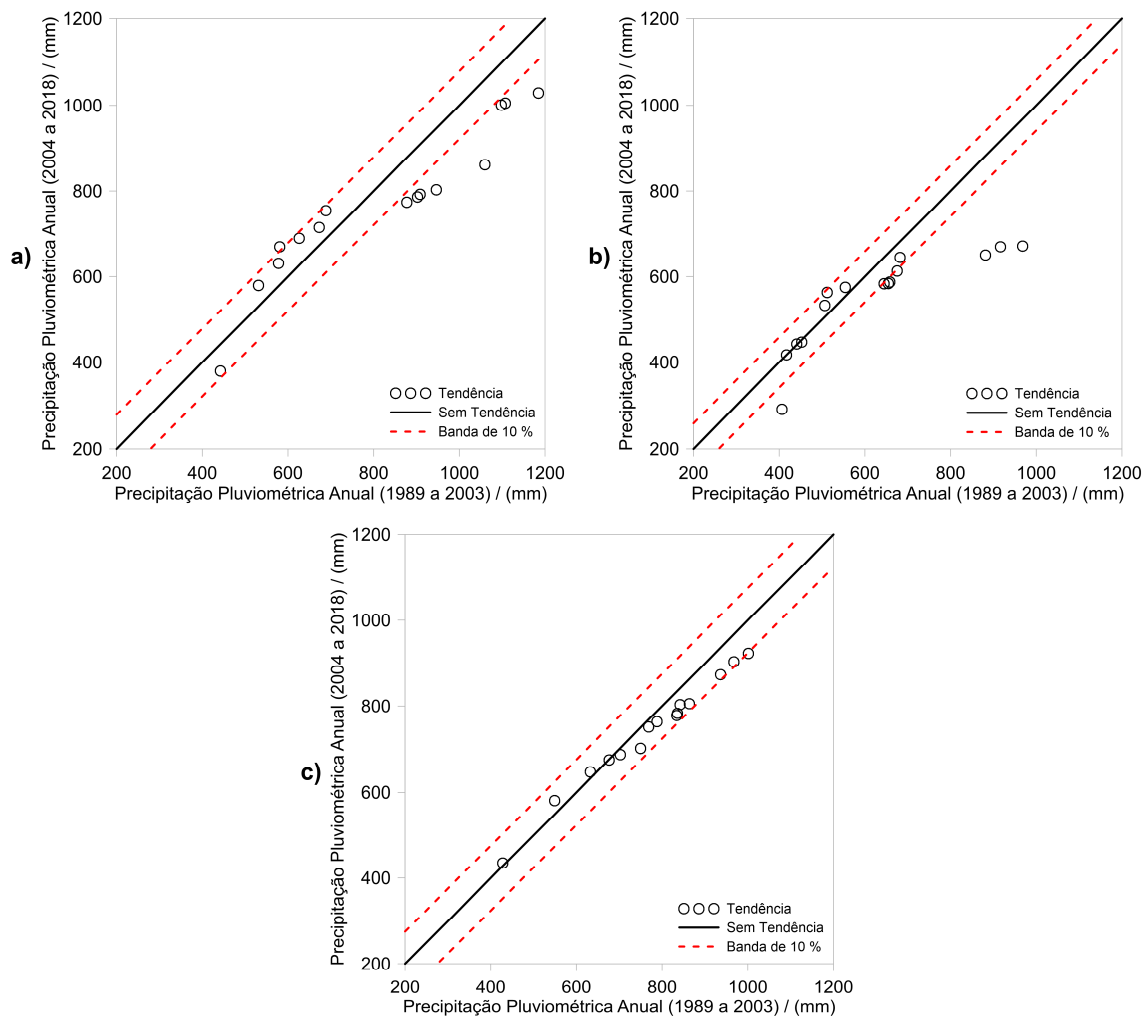 a)
Precipitação Pluviométrica Anual (2004 a 2018) / (mm)
1200
1000
800
600
400
200
200 400 600 800 1000 1200
Precipitação Pluviométrica Anual (1989 a 2003) / (mm)
Tendência
Sem Tendência
Banda de 10 %
b)
Precipitação Pluviométrica Anual (2004 a 2018) / (mm)
1200
1000
800
600
400
200
200 400 600 800 1000 1200
Precipitação Pluviométrica Anual (1989 a 2003) / (mm)
Tendência
Sem Tendência
Banda de 10 %
c)
Precipitação Pluviométrica Anual (2004 a 2018) / (mm)
1200
1000
800
600
400
200
200 400 600 800 1000 1200
Precipitação Pluviométrica Anual (1989 a 2003) / (mm)
Tendência
Sem Tendência
Banda de 10 %